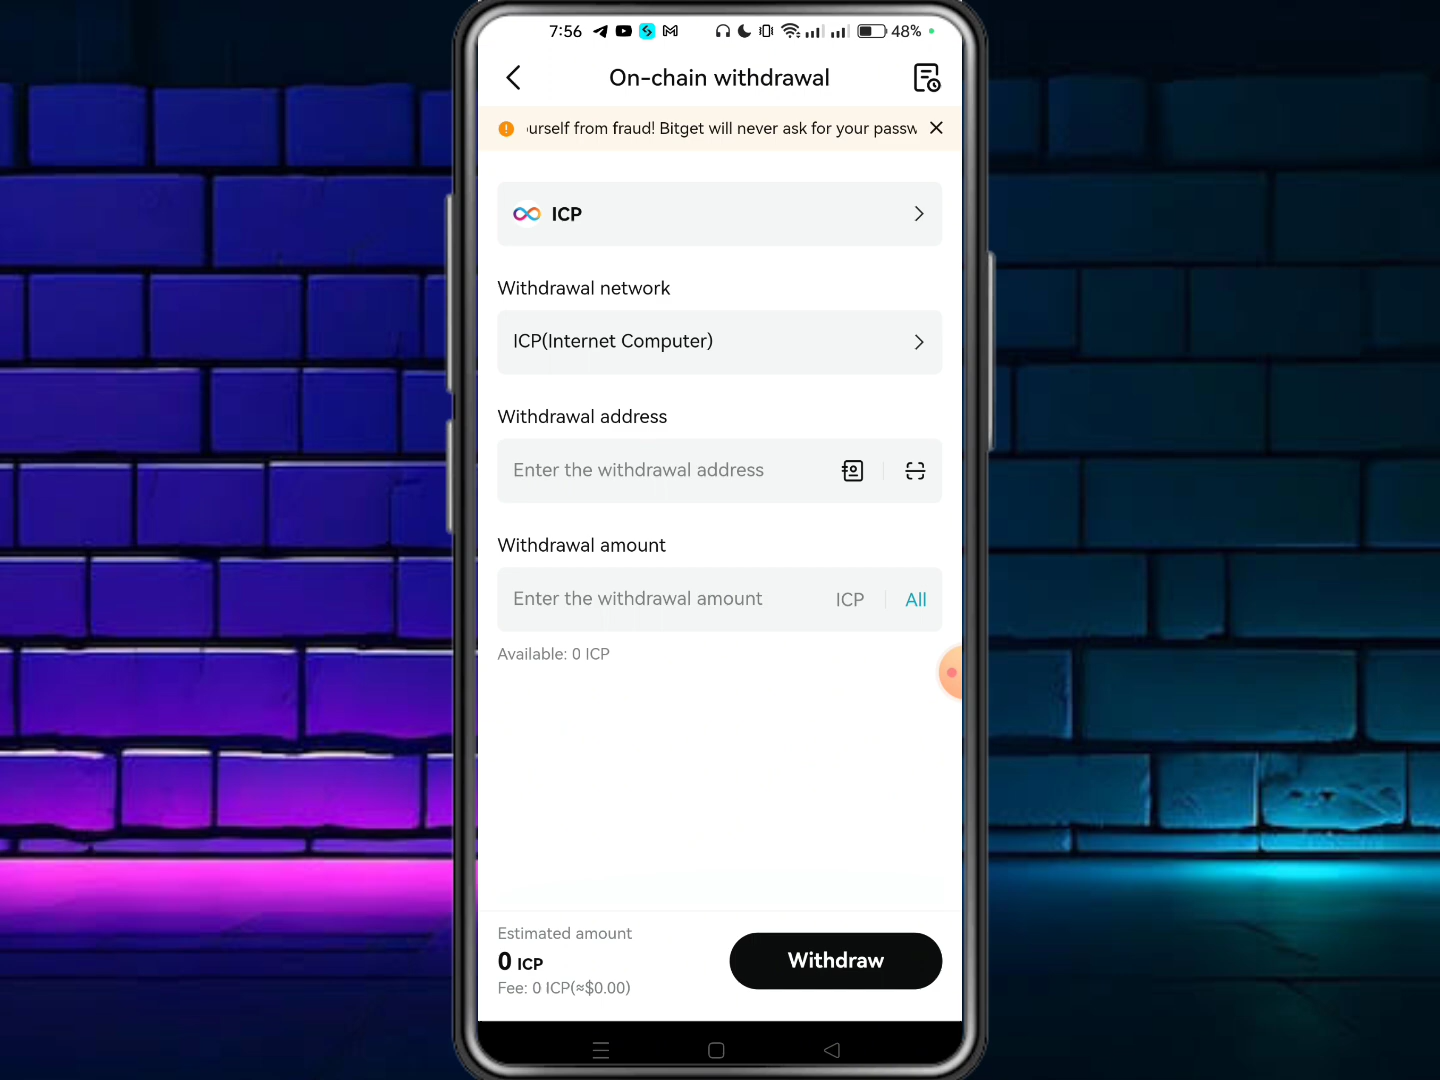 7:56 48%
On-chain withdrawal
urself from fraud! Bitget will never ask for your passw
ICP
Withdrawal network
ICP(Internet Computer)
Withdrawal address
Enter the withdrawal address
Withdrawal amount
Enter the withdrawal amount ICP All
Available: 0 ICP
Estimated amount
0 ICP
Fee: 0 ICP(≈$0.00)
Withdraw